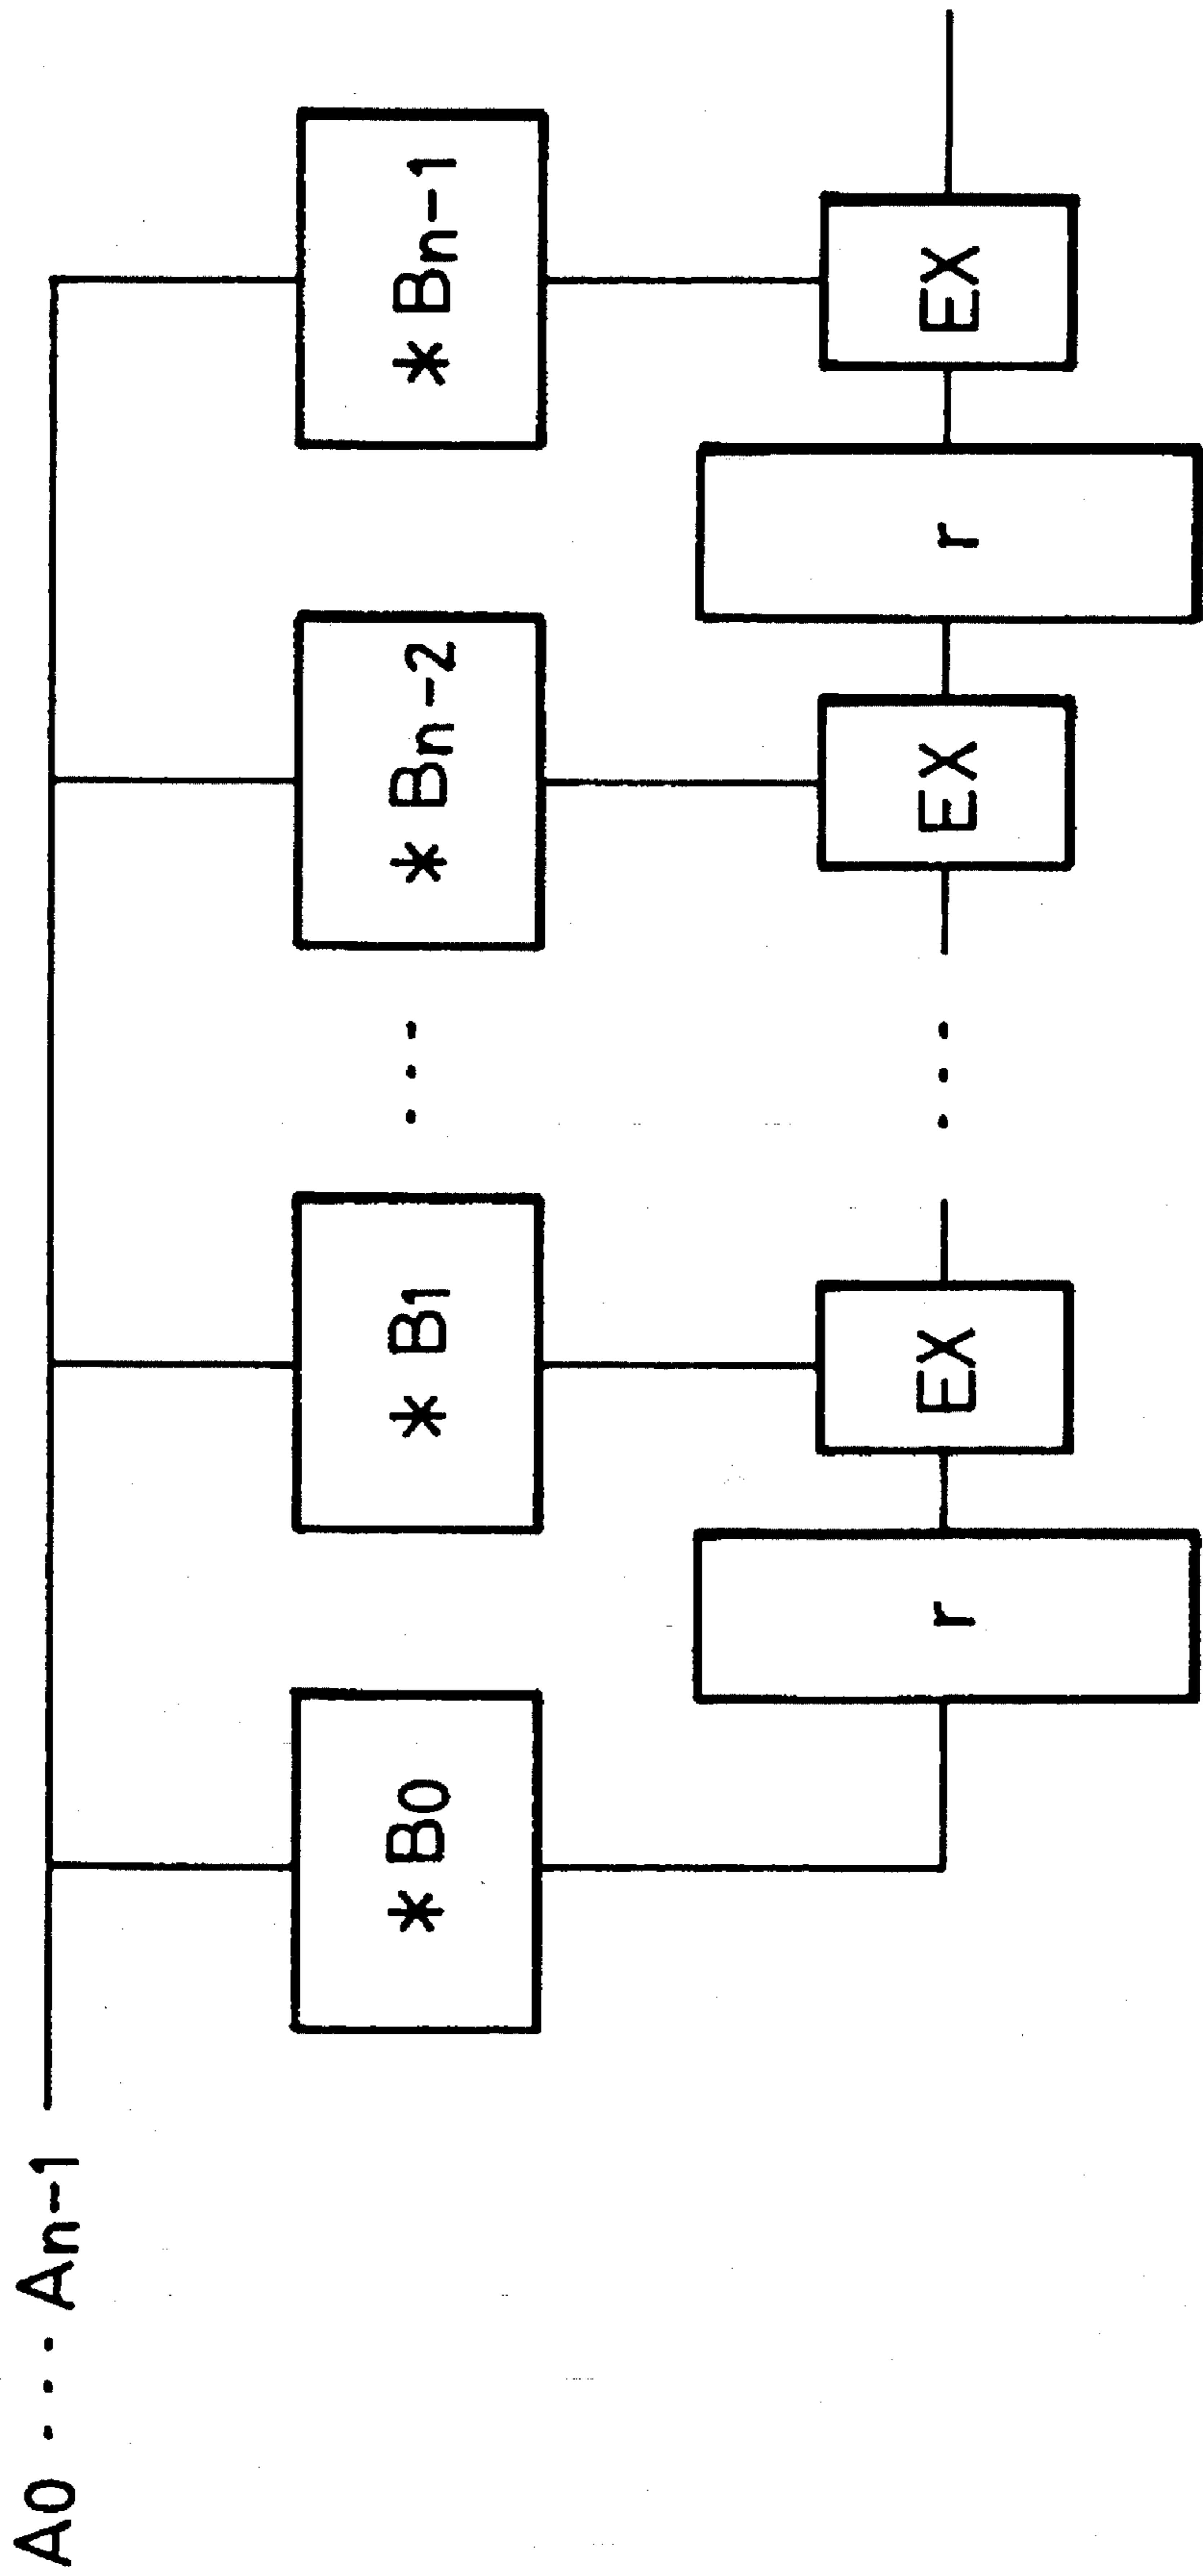 A0 · · · An-1
* B0
* B1
· · ·
* Bn-2
* Bn-1
r
EX
· · ·
EX
r
EX